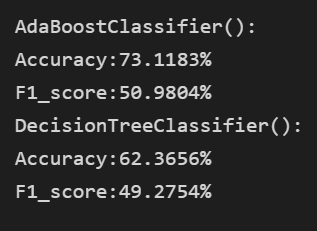 AdaBoostClassifier():
Accuracy:73.1183%
F1_score:50.9804%
DecisionTreeClassifier():
Accuracy:62.3656%
F1_score:49.2754%